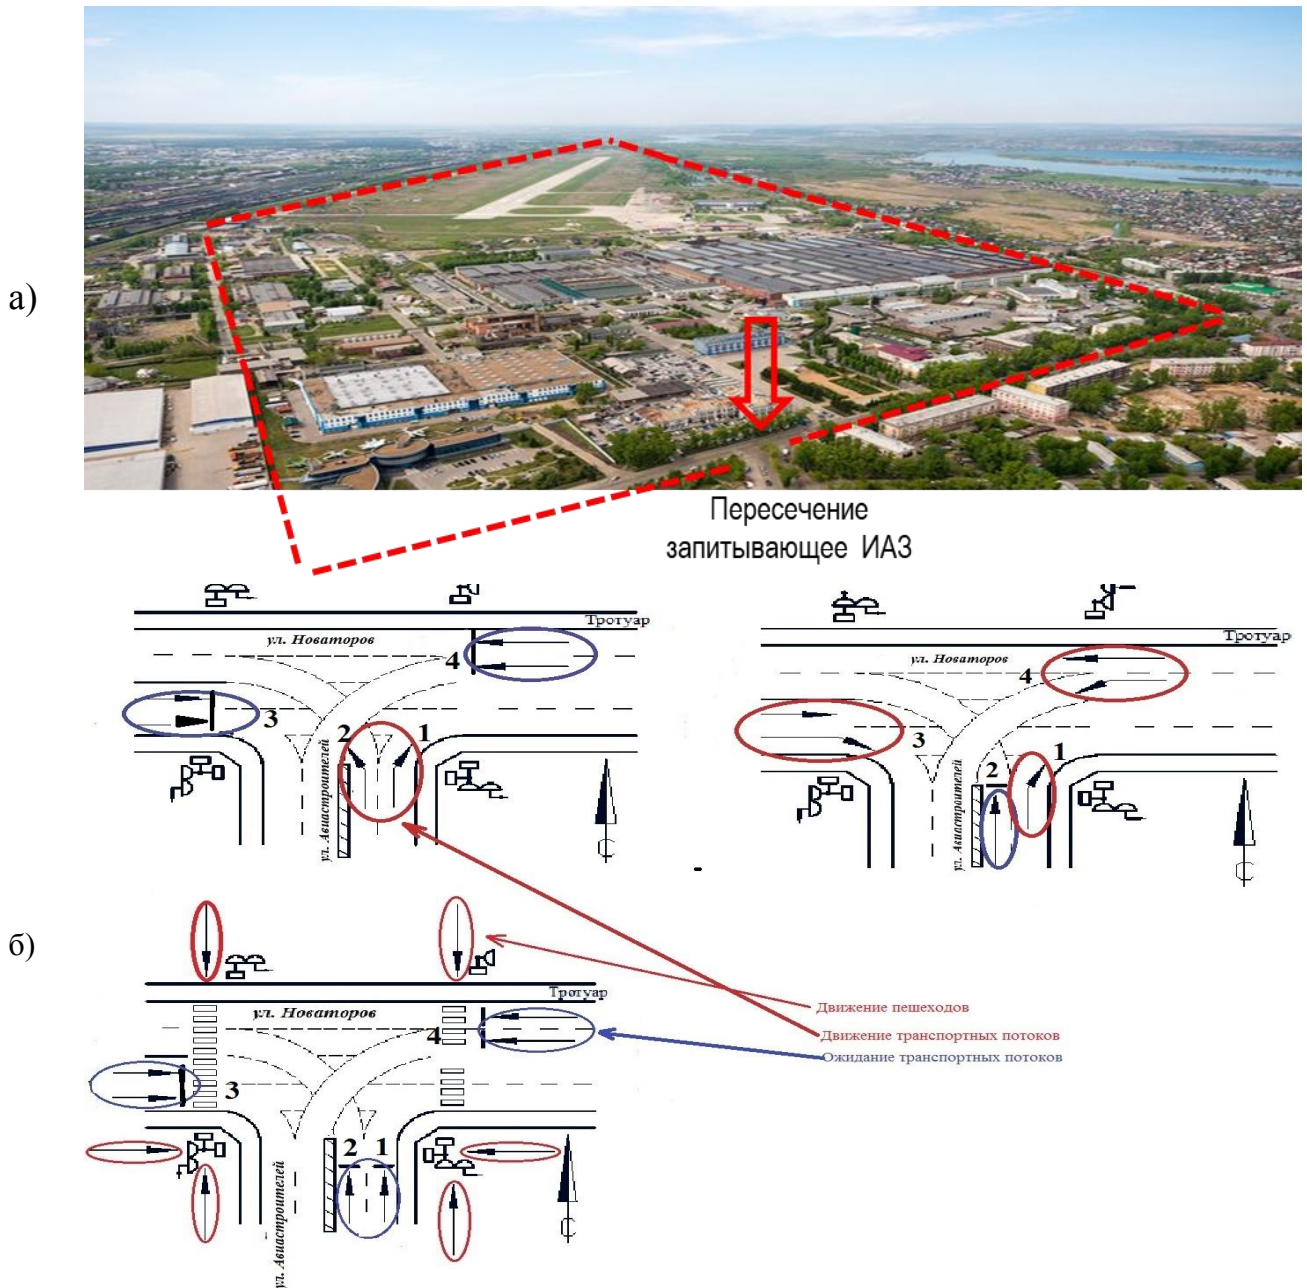 а)
Пересечение
запитывающее ИАЗ
Тротуар
ул. Новаторов
4
3
2
1
ул. Авиастроителей
С
Тротуар
ул. Новаторов
4
3
1
2
ул. Авиастроителей
С
б)
Тротуар
ул. Новаторов
4
3
2
1
ул. Авиастроителей
С
Движение пешеходов
Движение транспортных потоков
Ожидание транспортных потоков